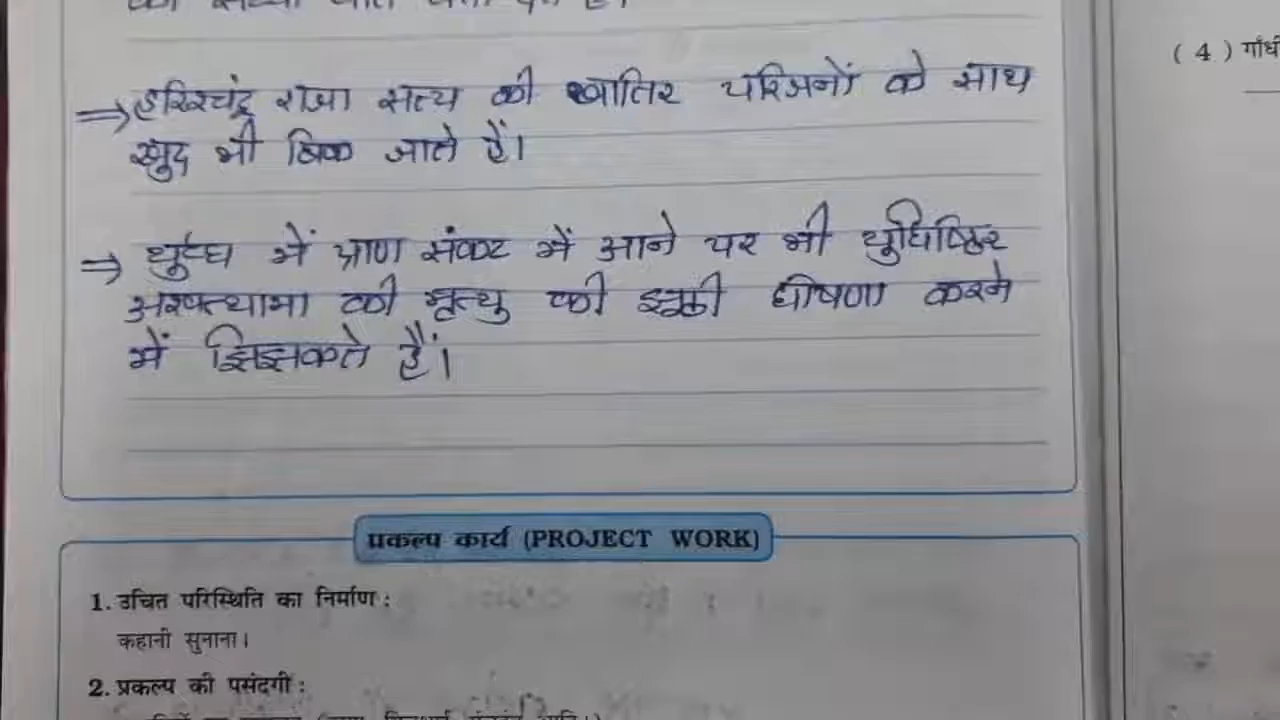 ( 4 ) गाँधी
⇒ हरिश्चंद्र राजा सत्य की खातिर परिजनों के साथ
खुद भी बिक जाते हैं।
⇒ युद्ध में प्राण संकट में आने पर भी युधिष्ठिर
अश्वत्थामा की मृत्यु की झूठी घोषणा करने
में झिझकते हैं।
प्रकल्प कार्य (PROJECT WORK)
1. उचित परिस्थिति का निर्माण :
कहानी सुनाना।
2. प्रकल्प की पसंदगी :